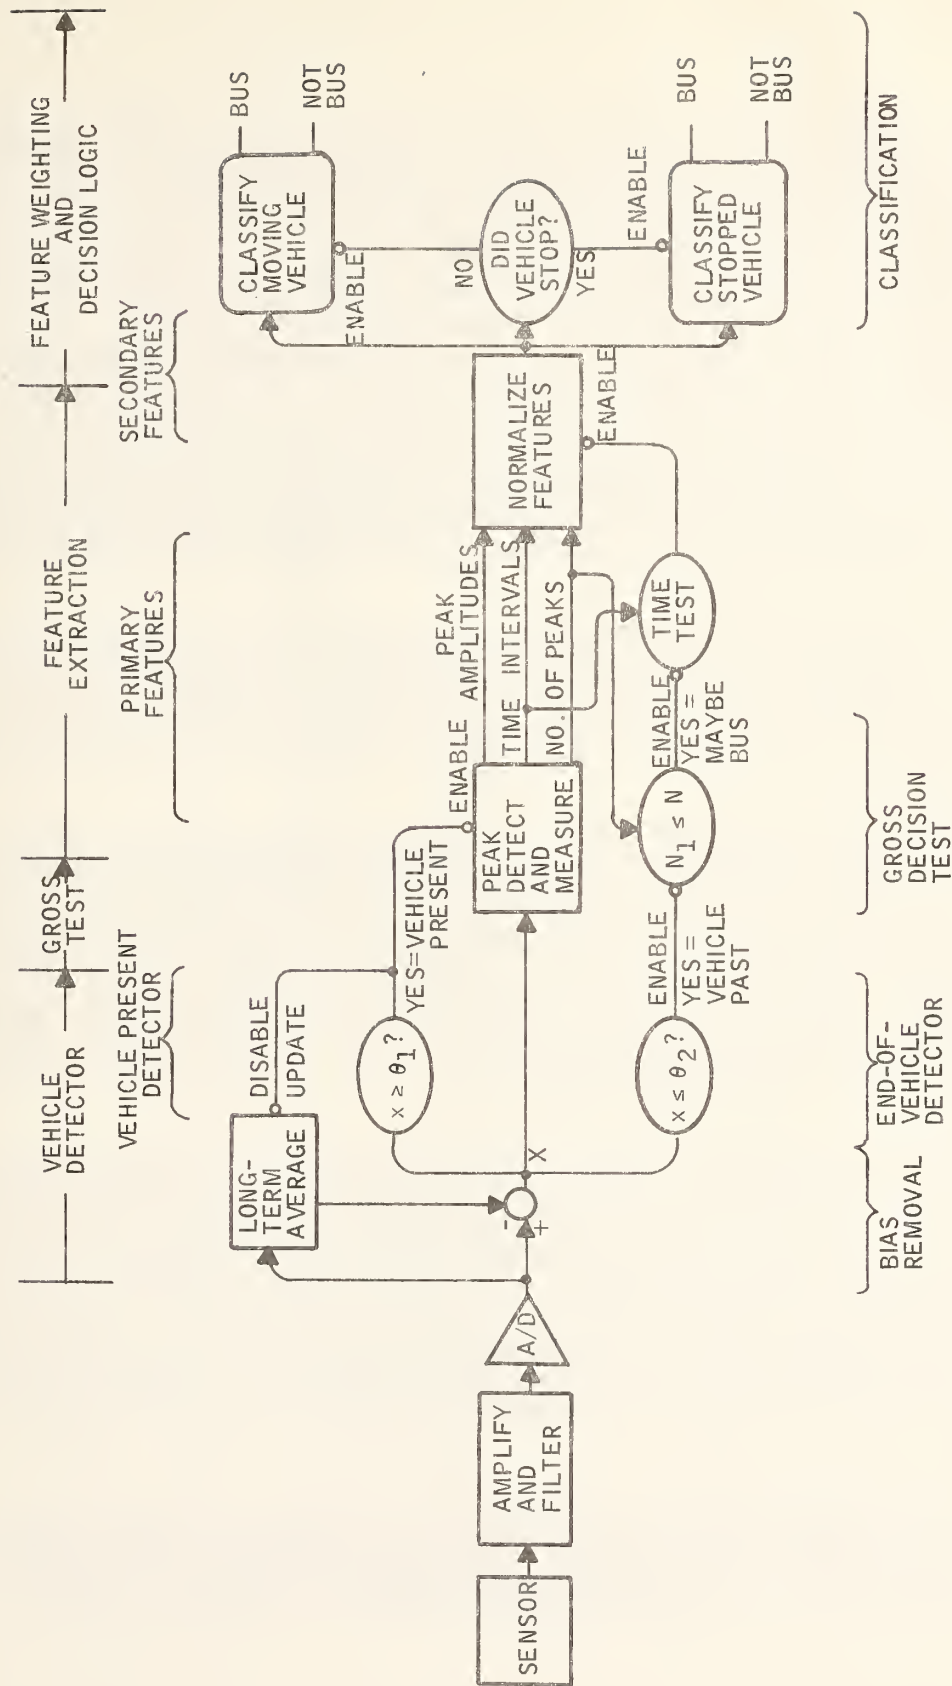 VEHICLE
DETECTOR
GROSS
TEST
FEATURE
EXTRACTION
FEATURE WEIGHTING
AND
DECISION LOGIC
VEHICLE PRESENT
DETECTOR
PRIMARY
FEATURES
SECONDARY
FEATURES
SENSOR
AMPLIFY
AND
FILTER
A/D
LONG-
TERM
AVERAGE
DISABLE
UPDATE
-
+
X
x ≥ θ1?
YES=VEHICLE
PRESENT
x ≤ θ2?
ENABLE
YES =
VEHICLE
PAST
ENABLE
PEAK
DETECT
AND
MEASURE
PEAK
AMPLITUDES
TIME INTERVALS
NO. OF PEAKS
N1 ≤ N
ENABLE
YES =
MAYBE
BUS
TIME
TEST
ENABLE
NORMALIZE
FEATURES
DID
VEHICLE
STOP?
NO
YES
ENABLE
CLASSIFY
MOVING
VEHICLE
BUS
NOT
BUS
ENABLE
CLASSIFY
STOPPED
VEHICLE
BUS
NOT
BUS
BIAS
REMOVAL
END-OF-
VEHICLE
DETECTOR
GROSS
DECISION
TEST
CLASSIFICATION